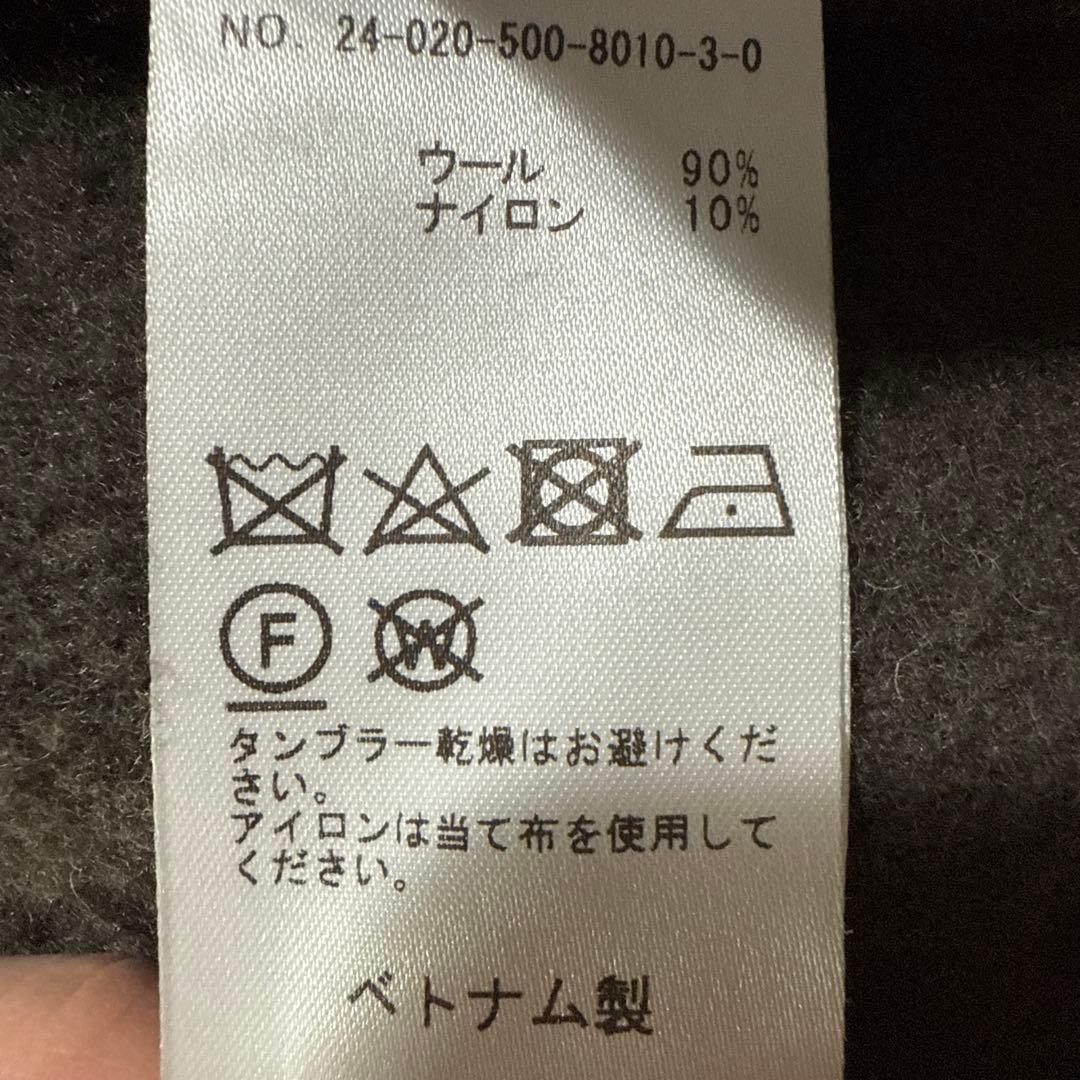 NO. 24-020-500-8010-3-0
ウール 90%
ナイロン 10%
F
W
タンブラー乾燥はお避けくだ
さい。
アイロンは当て布を使用して
ください。
ベトナム製